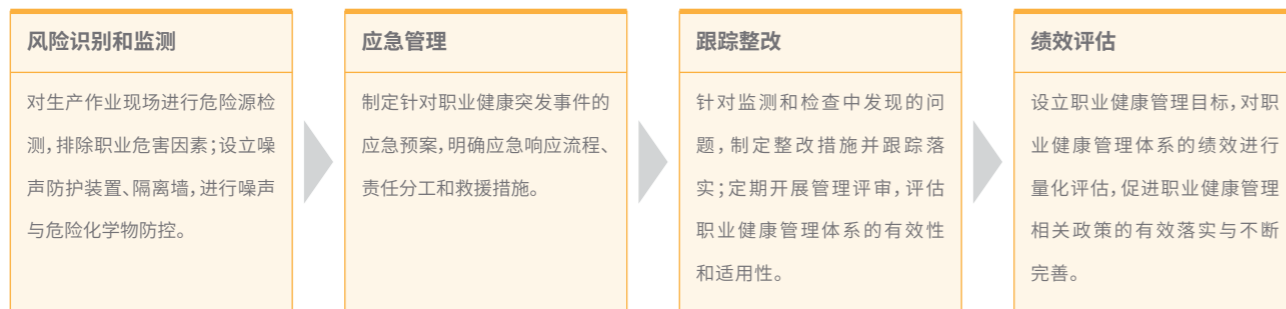 风险识别和监测
对生产作业现场进行危险源检
测,排除职业危害因素;设立噪
声防护装置、隔离墙,进行噪声
与危险化学物防控。
应急管理
制定针对职业健康突发事件的
应急预案,明确应急响应流程、
责任分工和救援措施。
跟踪整改
针对监测和检查中发现的问
题,制定整改措施并跟踪落
实;定期开展管理评审,评估
职业健康管理体系的有效性
和适用性。
绩效评估
设立职业健康管理目标,对职
业健康管理体系的绩效进行
量化评估,促进职业健康管理
相关政策的有效落实与不断
完善。